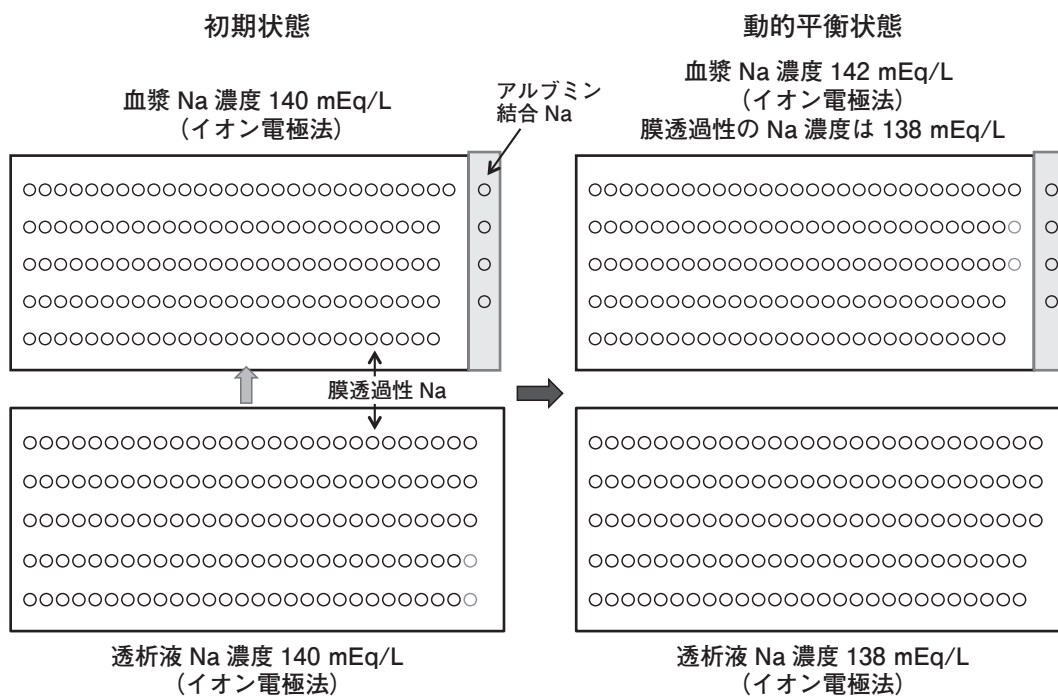 初期状態
血漿 Na 濃度 140 mEq/L
(イオン電極法)
アルブミン
結合 Na
膜透過性 Na
透析液 Na 濃度 140 mEq/L
(イオン電極法)
動的平衡状態
血漿 Na 濃度 142 mEq/L
(イオン電極法)
膜透過性の Na 濃度は 138 mEq/L
透析液 Na 濃度 138 mEq/L
(イオン電極法)